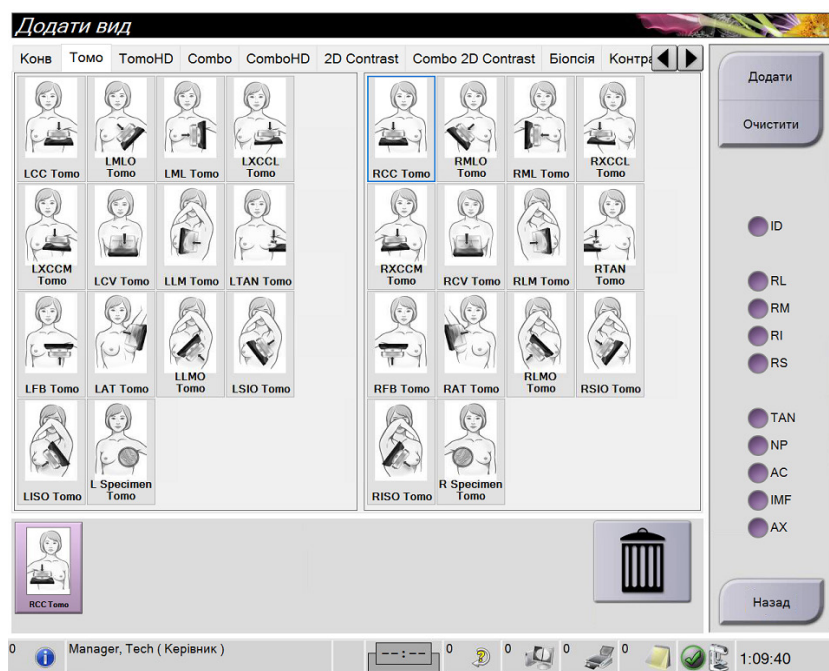 Додати вид
Конв Томо TomoHD Combo ComboHD 2D Contrast Combo 2D Contrast Біопсія Контра
LCC Tomo
LMLO
Tomo
LML Tomo
LXCCL
Tomo
RCC Tomo
RMLO
Tomo
RML Tomo
RXCCL
Tomo
LXCCM
Tomo
LCV Tomo
LLM Tomo
LTAN Tomo
RXCCM
Tomo
RCV Tomo
RLM Tomo
RTAN
Tomo
LFB Tomo
LAT Tomo
LLMO
Tomo
LSIO Tomo
RFB Tomo
RAT Tomo
RLMO
Tomo
RSIO Tomo
LISO Tomo
L Specimen
Tomo
RISO Tomo
R Specimen
Tomo
RCC Tomo
Додати
Очистити
ID
RL
RM
RI
RS
TAN
NP
AC
IMF
AX
Назад
0 Manager, Tech ( Керівник ) --:-- 0 0 0 0 1:09:40